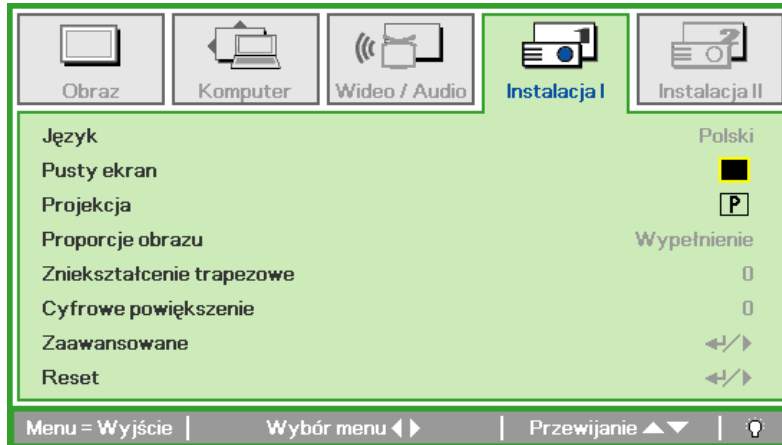 Obraz
Komputer
Wideo / Audio
Instalacja I
Instalacja II
Język Polski
Pusty ekran
Projekcja P
Proporcje obrazu Wypełnienie
Zniekształcenie trapezowe 0
Cyfrowe powiększenie 0
Zaawansowane
Reset
Menu = Wyjście | Wybór menu | Przewijanie |